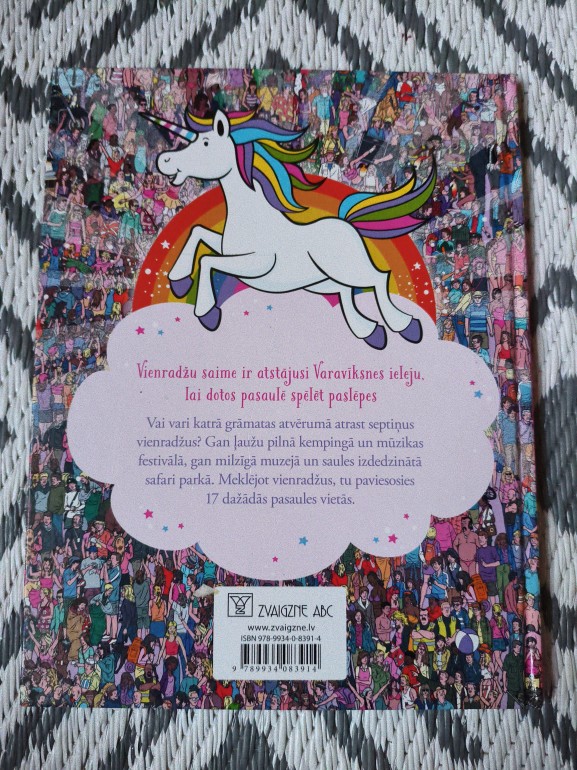 Vienradžu saime ir atstājusi Varavīksnes ieleju,
lai dotos pasaulē spēlēt paslēpes
Vai vari katrā grāmatas atvērumā atrast septiņus
vienradžus? Gan ļaužu pilnā kempingā un mūzikas
festivālā, gan milzīgā muzejā un saules izdedzinātā
safari parkā. Meklējot vienradžus, tu paviesosies
17 dažādās pasaules vietās.
ZVAIGZNE ABC
www.zvaigzne.lv
ISBN 978-9934-0-8391-4
9 789934 083914